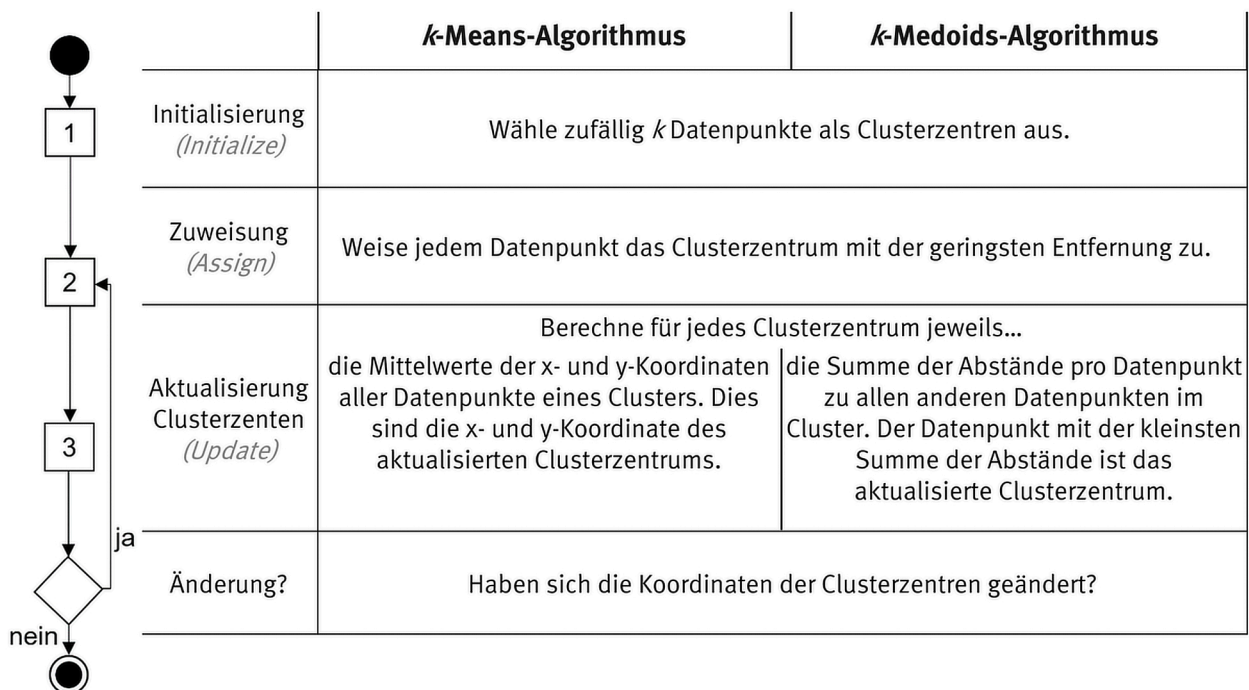 k-Means-Algorithmus
k-Medoids-Algorithmus
1
Initialisierung
(Initialize)
Wähle zufällig k Datenpunkte als Clusterzentren aus.
2
Zuweisung
(Assign)
Weise jedem Datenpunkt das Clusterzentrum mit der geringsten Entfernung zu.
3
Aktualisierung
Clusterzenten
(Update)
Berechne für jedes Clusterzentrum jeweils...
die Mittelwerte der x- und y-Koordinaten
aller Datenpunkte eines Clusters. Dies
sind die x- und y-Koordinate des
aktualisierten Clusterzentrums.
die Summe der Abstände pro Datenpunkt
zu allen anderen Datenpunkten im
Cluster. Der Datenpunkt mit der kleinsten
Summe der Abstände ist das
aktualisierte Clusterzentrum.
ja
Änderung?
Haben sich die Koordinaten der Clusterzentren geändert?
nein